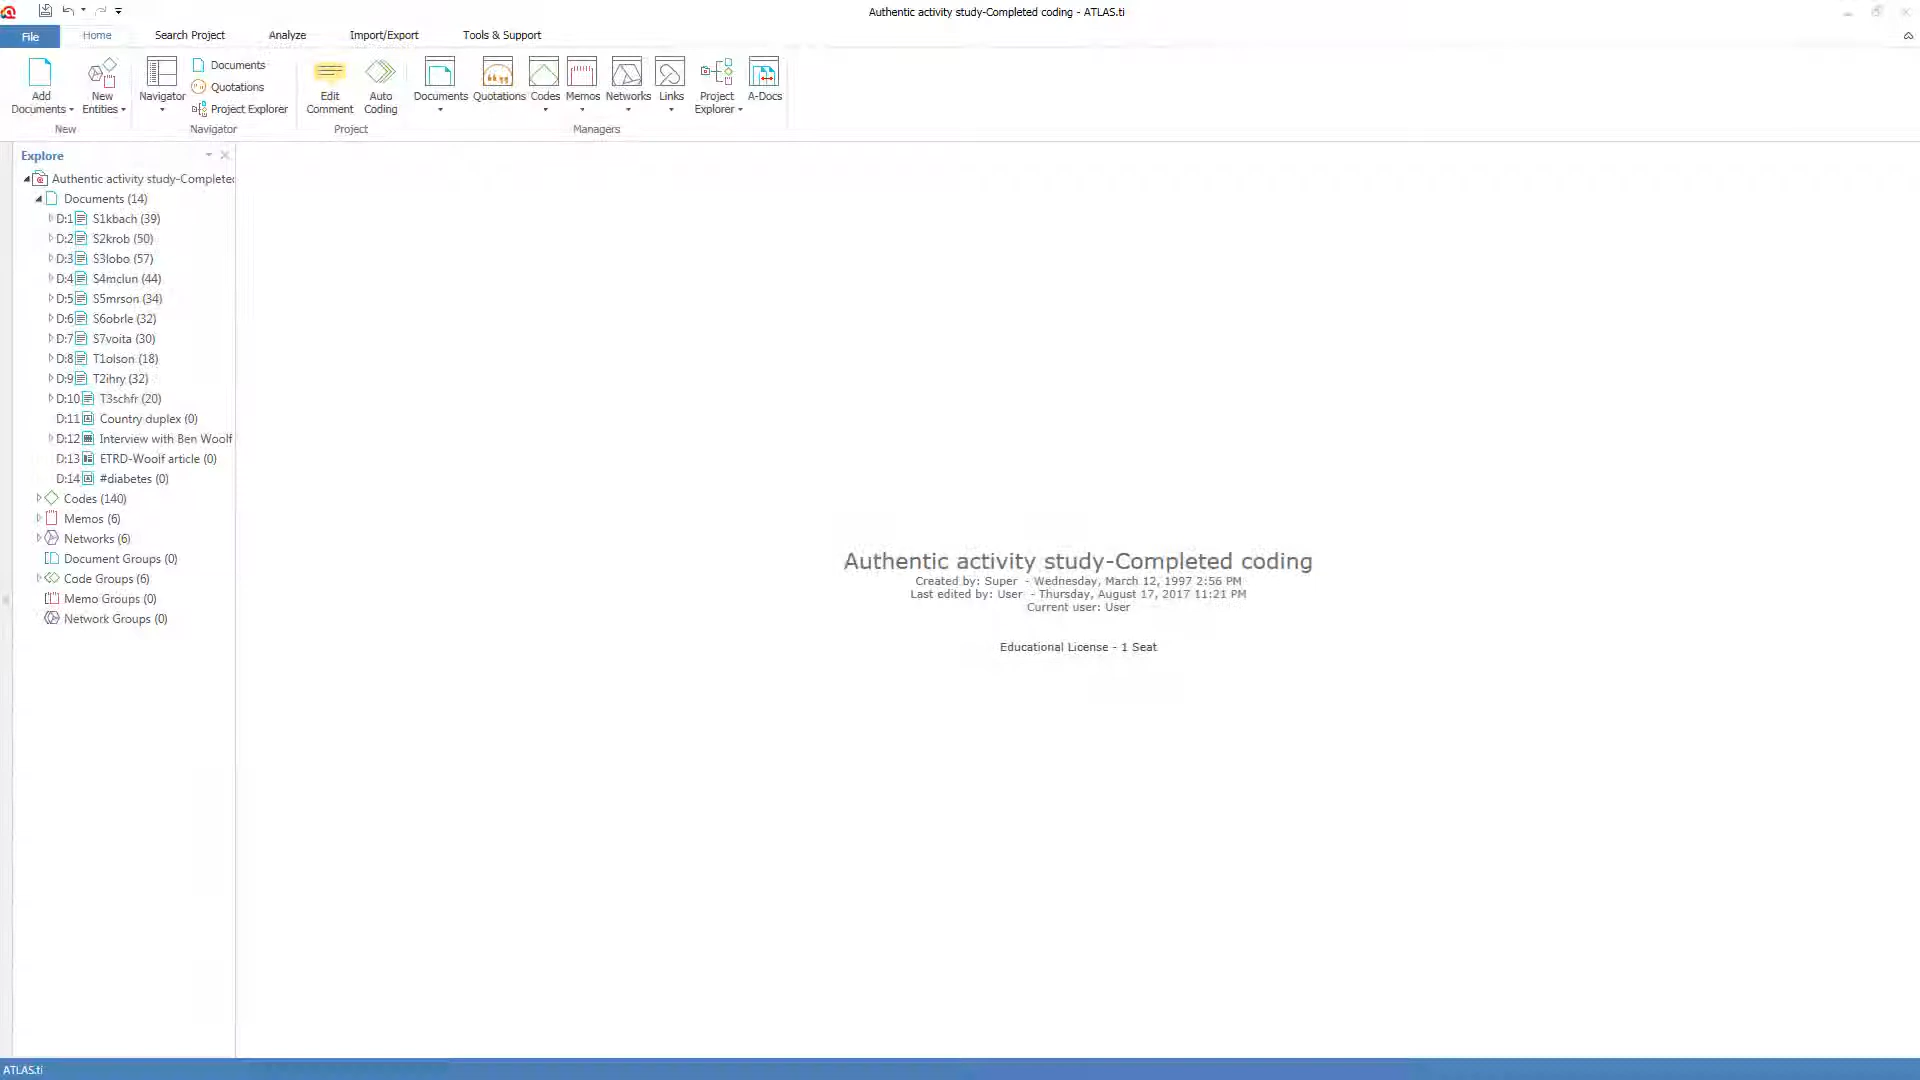 Authentic activity study-Completed coding - ATLAS.ti
File Home Search Project Analyze Import/Export Tools & Support
Add Documents
New Entities
New
Navigator
Documents
Quotations
Project Explorer
Navigator
Edit Comment
Auto Coding
Project
Documents
Quotations
Codes
Memos
Networks
Links
Project Explorer
A-Docs
Managers
Explore
Authentic activity study-Completed
Documents (14)
D:1 S1kbach (39)
D:2 S2krob (50)
D:3 S3lobo (57)
D:4 S4mclun (44)
D:5 S5mrson (34)
D:6 S6obrle (32)
D:7 S7voita (30)
D:8 T1olson (18)
D:9 T2ihry (32)
D:10 T3schfr (20)
D:11 Country duplex (0)
D:12 Interview with Ben Woolf
D:13 ETRD-Woolf article (0)
D:14 #diabetes (0)
Codes (140)
Memos (6)
Networks (6)
Document Groups (0)
Code Groups (6)
Memo Groups (0)
Network Groups (0)
Authentic activity study-Completed coding
Created by: Super - Wednesday, March 12, 1997 2:56 PM
Last edited by: User - Thursday, August 17, 2017 11:21 PM
Current user: User
Educational License - 1 Seat
ATLAS.ti